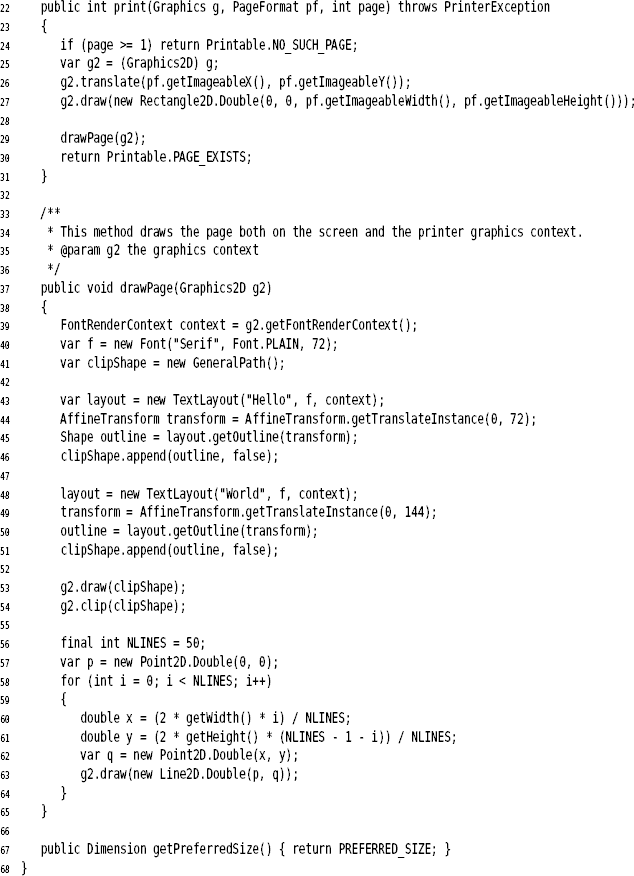 22 public int print(Graphics g, PageFormat pf, int page) throws PrinterException
23 {
24 if (page >= 1) return Printable.NO_SUCH_PAGE;
25 var g2 = (Graphics2D) g;
26 g2.translate(pf.getImageableX(), pf.getImageableY());
27 g2.draw(new Rectangle2D.Double(0, 0, pf.getImageableWidth(), pf.getImageableHeight()));
28
29 drawPage(g2);
30 return Printable.PAGE_EXISTS;
31 }
32
33 /**
34 * This method draws the page both on the screen and the printer graphics context.
35 * @param g2 the graphics context
36 */
37 public void drawPage(Graphics2D g2)
38 {
39 FontRenderContext context = g2.getFontRenderContext();
40 var f = new Font("Serif", Font.PLAIN, 72);
41 var clipShape = new GeneralPath();
42
43 var layout = new TextLayout("Hello", f, context);
44 AffineTransform transform = AffineTransform.getTranslateInstance(0, 72);
45 Shape outline = layout.getOutline(transform);
46 clipShape.append(outline, false);
47
48 layout = new TextLayout("World", f, context);
49 transform = AffineTransform.getTranslateInstance(0, 144);
50 outline = layout.getOutline(transform);
51 clipShape.append(outline, false);
52
53 g2.draw(clipShape);
54 g2.clip(clipShape);
55
56 final int NLINES = 50;
57 var p = new Point2D.Double(0, 0);
58 for (int i = 0; i < NLINES; i++)
59 {
60 double x = (2 * getWidth() * i) / NLINES;
61 double y = (2 * getHeight() * (NLINES - 1 - i)) / NLINES;
62 var q = new Point2D.Double(x, y);
63 g2.draw(new Line2D.Double(p, q));
64 }
65 }
66
67 public Dimension getPreferredSize() { return PREFERRED_SIZE; }
68 }